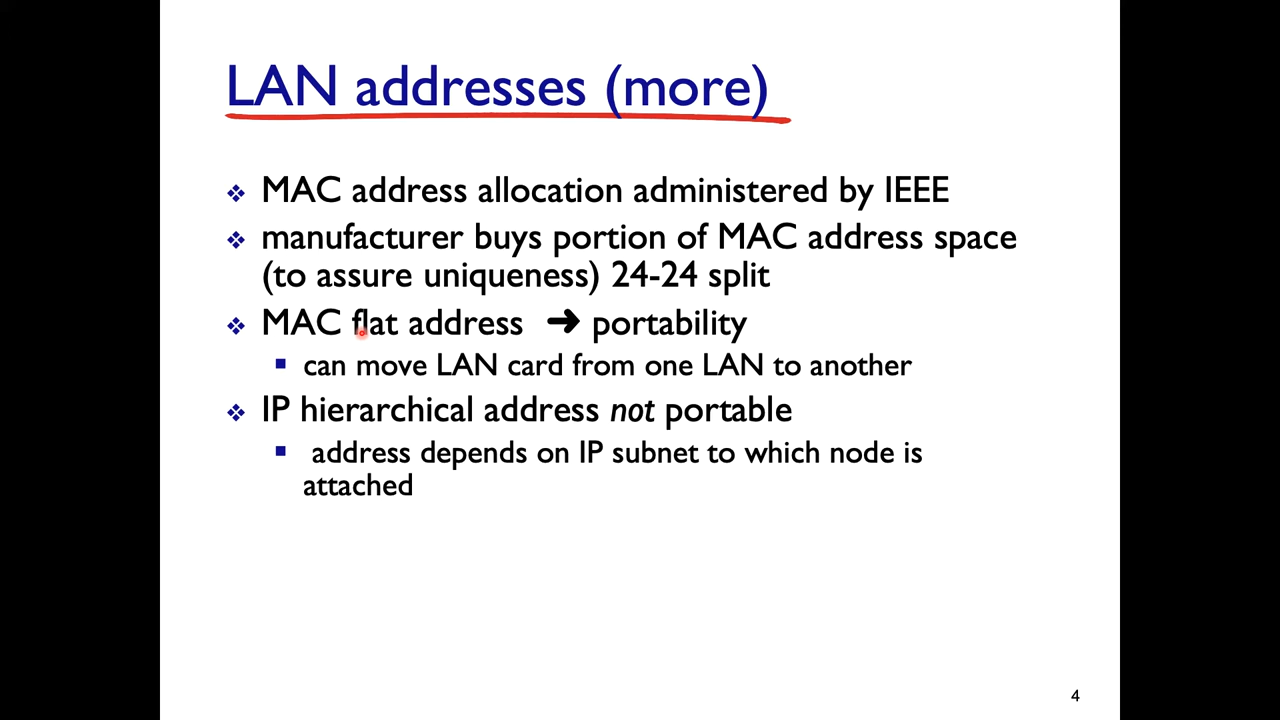 LAN addresses (more)
MAC address allocation administered by IEEE
manufacturer buys portion of MAC address space
(to assure uniqueness) 24-24 split
MAC flat address ➜ portability
can move LAN card from one LAN to another
IP hierarchical address not portable
address depends on IP subnet to which node is
attached
4